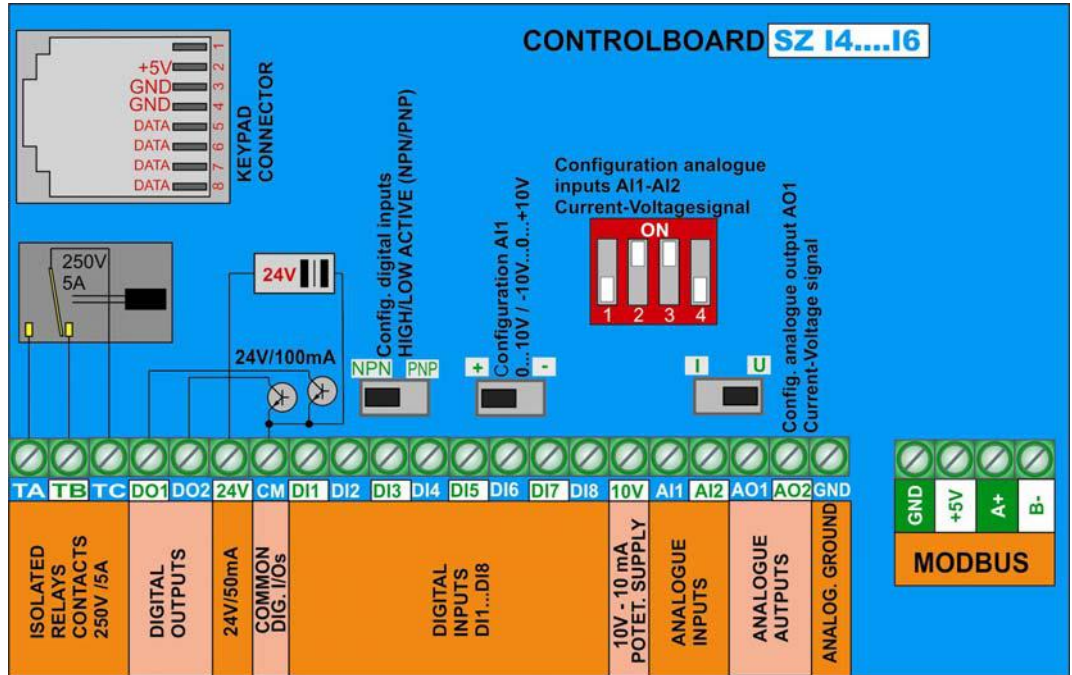 CONTROLBOARD SZ I4....I6
1
+5V 2
GND 3
GND 4
DATA 5
DATA 6
DATA 7
DATA 8
KEYPAD
CONNECTOR
250V
5A
24V
24V/100mA
Config. digital inputs
HIGH/LOW ACTIVE (NPN/PNP)
NPN PNP
Configuration AI1
0...10V / -10V...0...+10V
+ -
Configuration analogue
inputs AI1-AI2
Current-Voltagesignal
ON
1 2 3 4
I U
Config. analogue output AO1
Current-Voltage signal
TA TB TC DO1 DO2 24V CM DI1 DI2 DI3 DI4 DI5 DI6 DI7 DI8 10V AI1 AI2 AO1 AO2 GND
ISOLATED
RELAYS
CONTACTS
250V /5A
DIGITAL
OUTPUTS
24V/50mA
COMMON
DIG. I/Os
DIGITAL
INPUTS
DI1...DI8
10V - 10 mA
POTET. SUPPLY
ANALOGUE
INPUTS
ANALOGUE
AUTPUTS
ANALOG. GROUND
GND +5V A+ B-
MODBUS